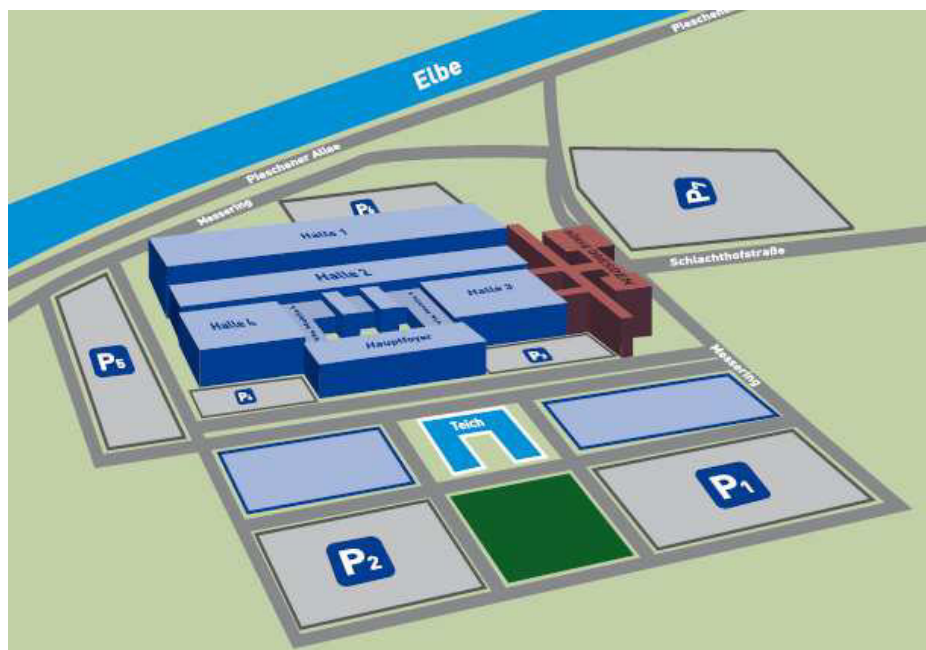 Elbe
Pieschener
Pieschener Allee
Messering
P6
P7
Halle 1
Schlachthofstraße
Halle 2
Halle 3
Halle 4
Hauptfoyer
P5
P3
P4
Messering
Teich
P1
P2